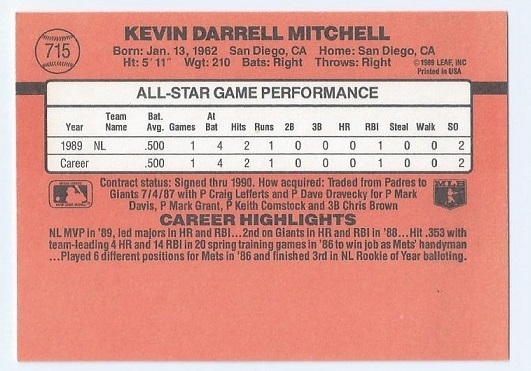 715
KEVIN DARRELL MITCHELL
Born: Jan. 13, 1962 San Diego, CA Home: San Diego, CA
Ht: 5' 11" Wgt: 210 Bats: Right Throws: Right
©1989 LEAF, INC
Printed in USA
ALL-STAR GAME PERFORMANCE
Year Team Name Bat. Avg. Games At Bat Hits Runs 2B 3B HR RBI Steal Walk SO
1989 NL .500 1 4 2 1 0 0 0 1 0 0 2
Career .500 1 4 2 1 0 0 0 1 0 0 2
Contract status: Signed thru 1990. How acquired: Traded from Padres to
Giants 7/4/87 with P Craig Lefferts and P Dave Dravecky for P Mark
Davis, P Mark Grant, P Keith Comstock and 3B Chris Brown
CAREER HIGHLIGHTS
NL MVP in '89, led majors in HR and RBI...2nd on Giants in HR and RBI in '88...Hit .353 with
team-leading 4 HR and 14 RBI in 20 spring training games in '86 to win job as Mets' handyman
...Played 6 different positions for Mets in '86 and finished 3rd in NL Rookie of Year balloting.